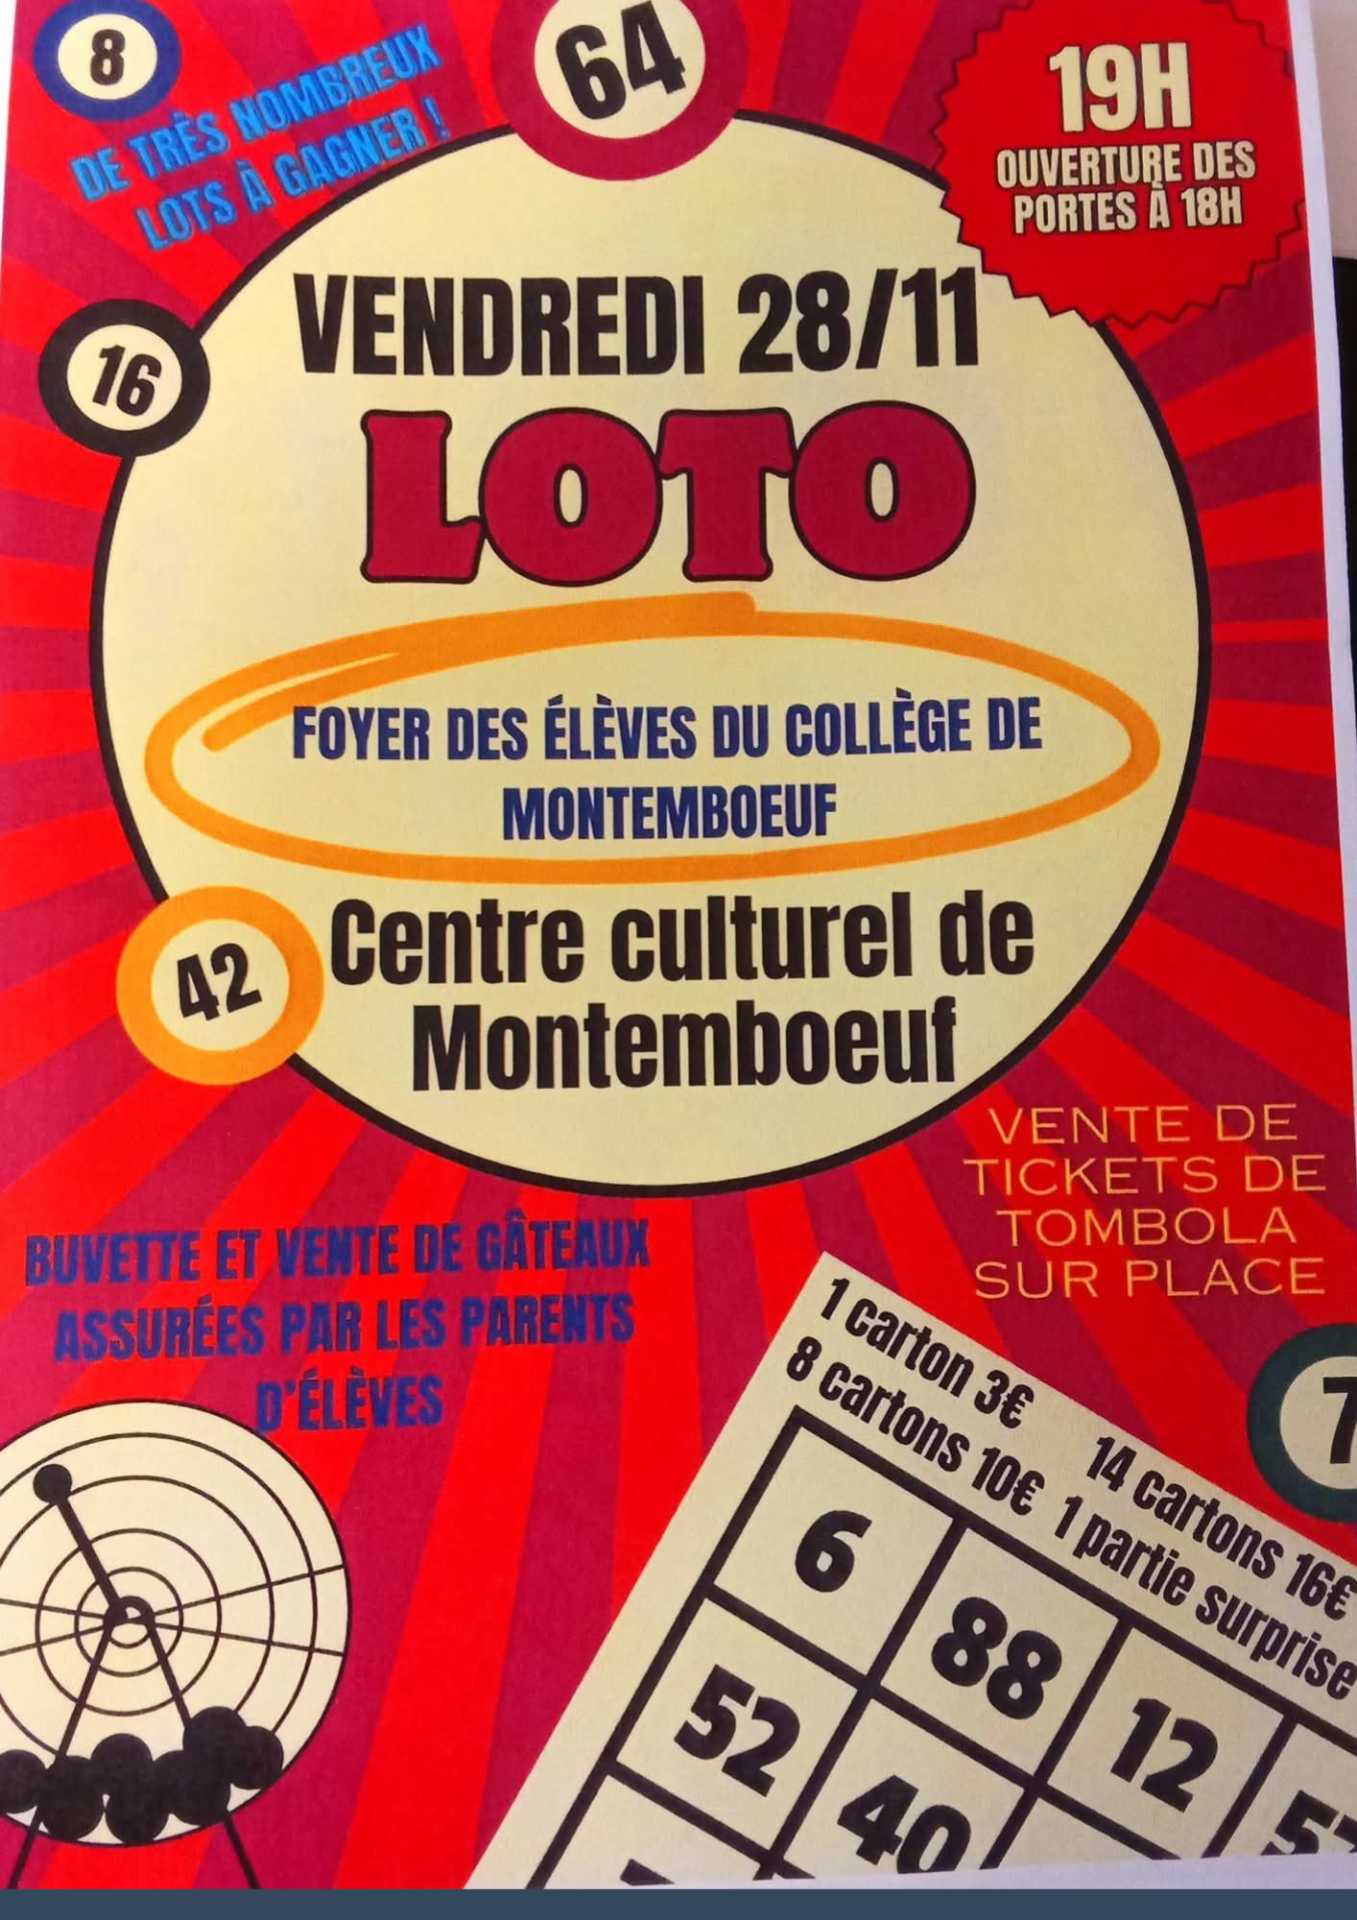 8
64
DE TRÈS NOMBREUX
LOTS À GAGNER !
19H
OUVERTURE DES
PORTES À 18H
VENDREDI 28/11
16
LOTO
FOYER DES ÉLÈVES DU COLLÈGE DE
MONTEMBOEUF
42
Centre culturel de
Montemboeuf
VENTE DE
TICKETS DE
TOMBOLA
SUR PLACE
BUVETTE ET VENTE DE GÂTEAUX
ASSURÉES PAR LES PARENTS
D'ÉLÈVES
1 carton 3€
8 cartons 10€
14 cartons 16€
1 partie surprise
7
6
88
12
52
40